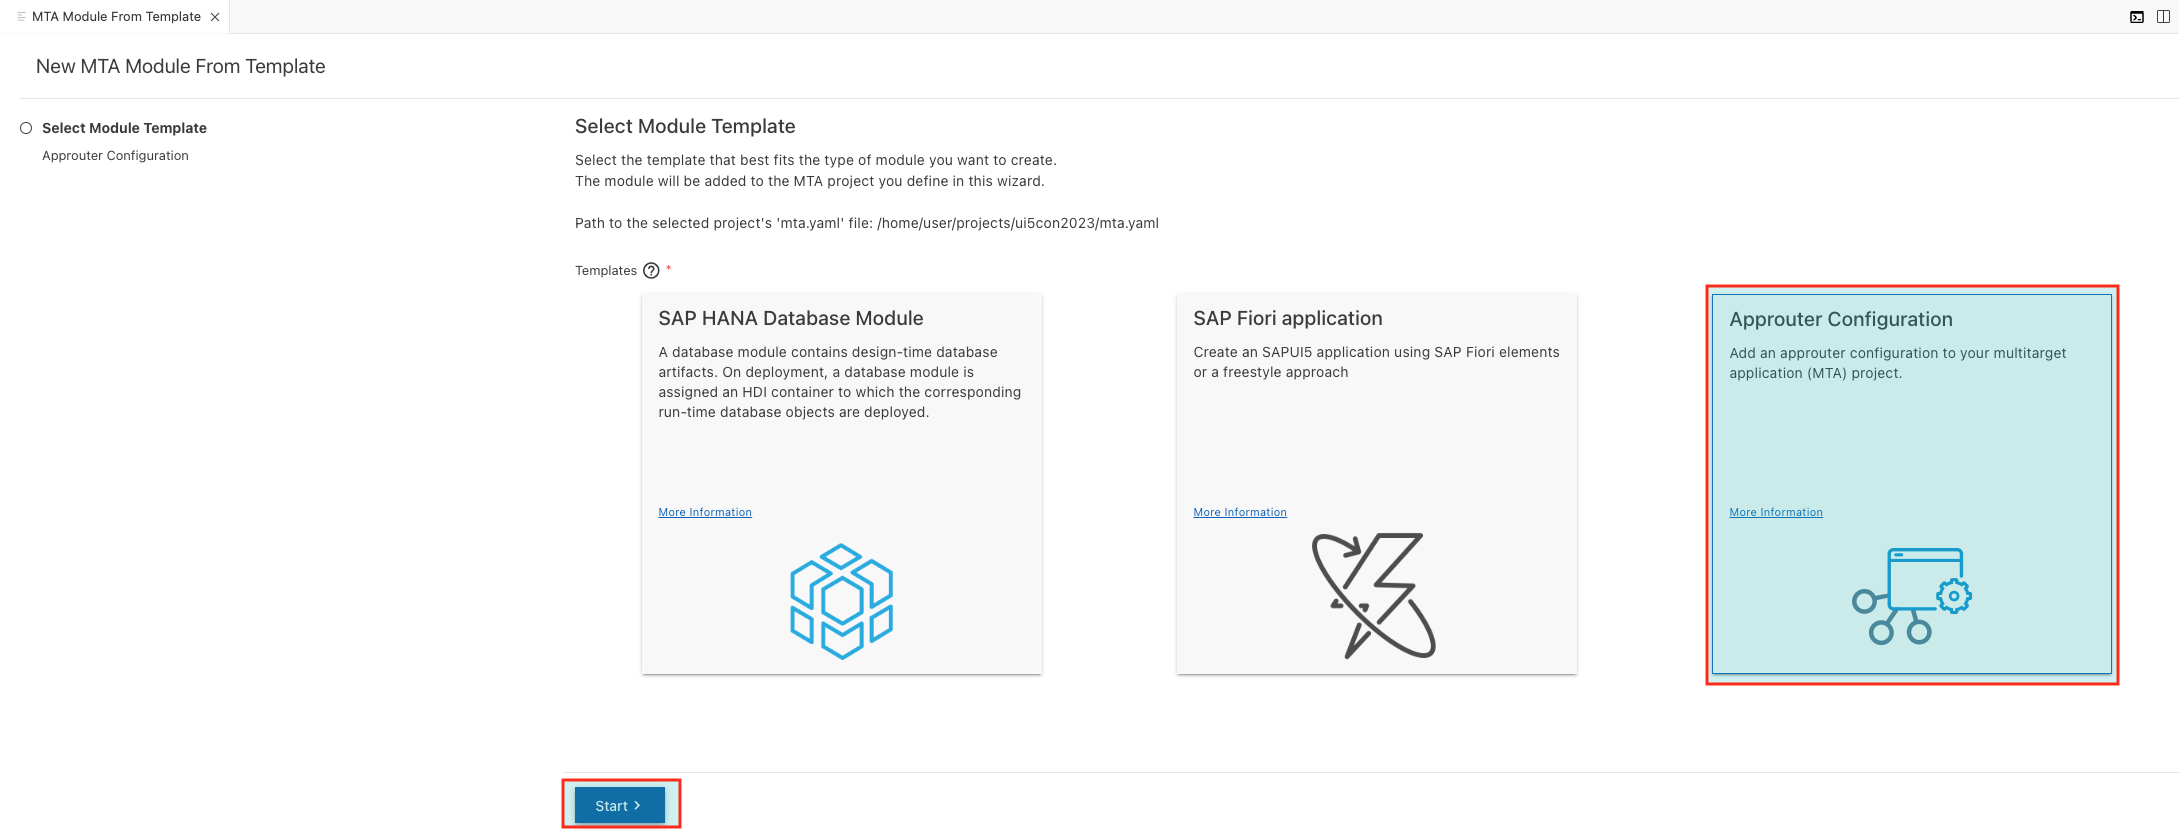 MTA Module From Template
New MTA Module From Template
Select Module Template
Approuter Configuration
Select Module Template
Select the template that best fits the type of module you want to create.
The module will be added to the MTA project you define in this wizard.
Path to the selected project's 'mta.yaml' file: /home/user/projects/ui5con2023/mta.yaml
Templates ? *
SAP HANA Database Module
A database module contains design-time database
artifacts. On deployment, a database module is
assigned an HDI container to which the corresponding
run-time database objects are deployed.
More Information
SAP Fiori application
Create an SAPUI5 application using SAP Fiori elements
or a freestyle approach
More Information
Approuter Configuration
Add an approuter configuration to your multitarget
application (MTA) project.
More Information
Start >